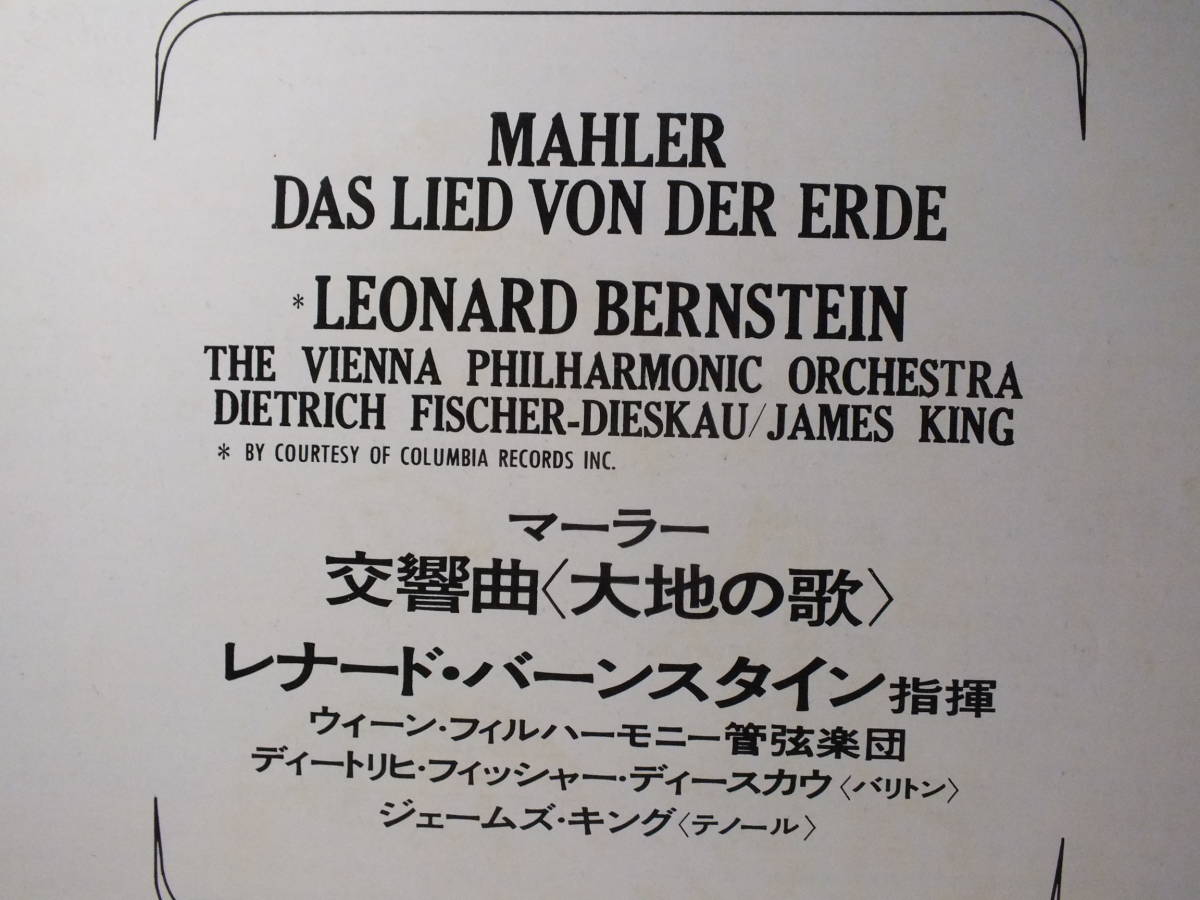 MAHLER
DAS LIED VON DER ERDE
*LEONARD BERNSTEIN
THE VIENNA PHILHARMONIC ORCHESTRA
DIETRICH FISCHER-DIESKAU/JAMES KING
* BY COURTESY OF COLUMBIA RECORDS INC.
マーラー
交響曲〈大地の歌〉
レナード・バーンスタイン指揮
ウィーン・フィルハーモニー管弦楽団
ディートリヒ・フィッシャー・ディースカウ〈バリトン〉
ジェームズ・キング〈テノール〉